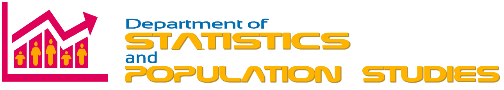 Department of
STATISTICS
and
POPULATION STUDIES